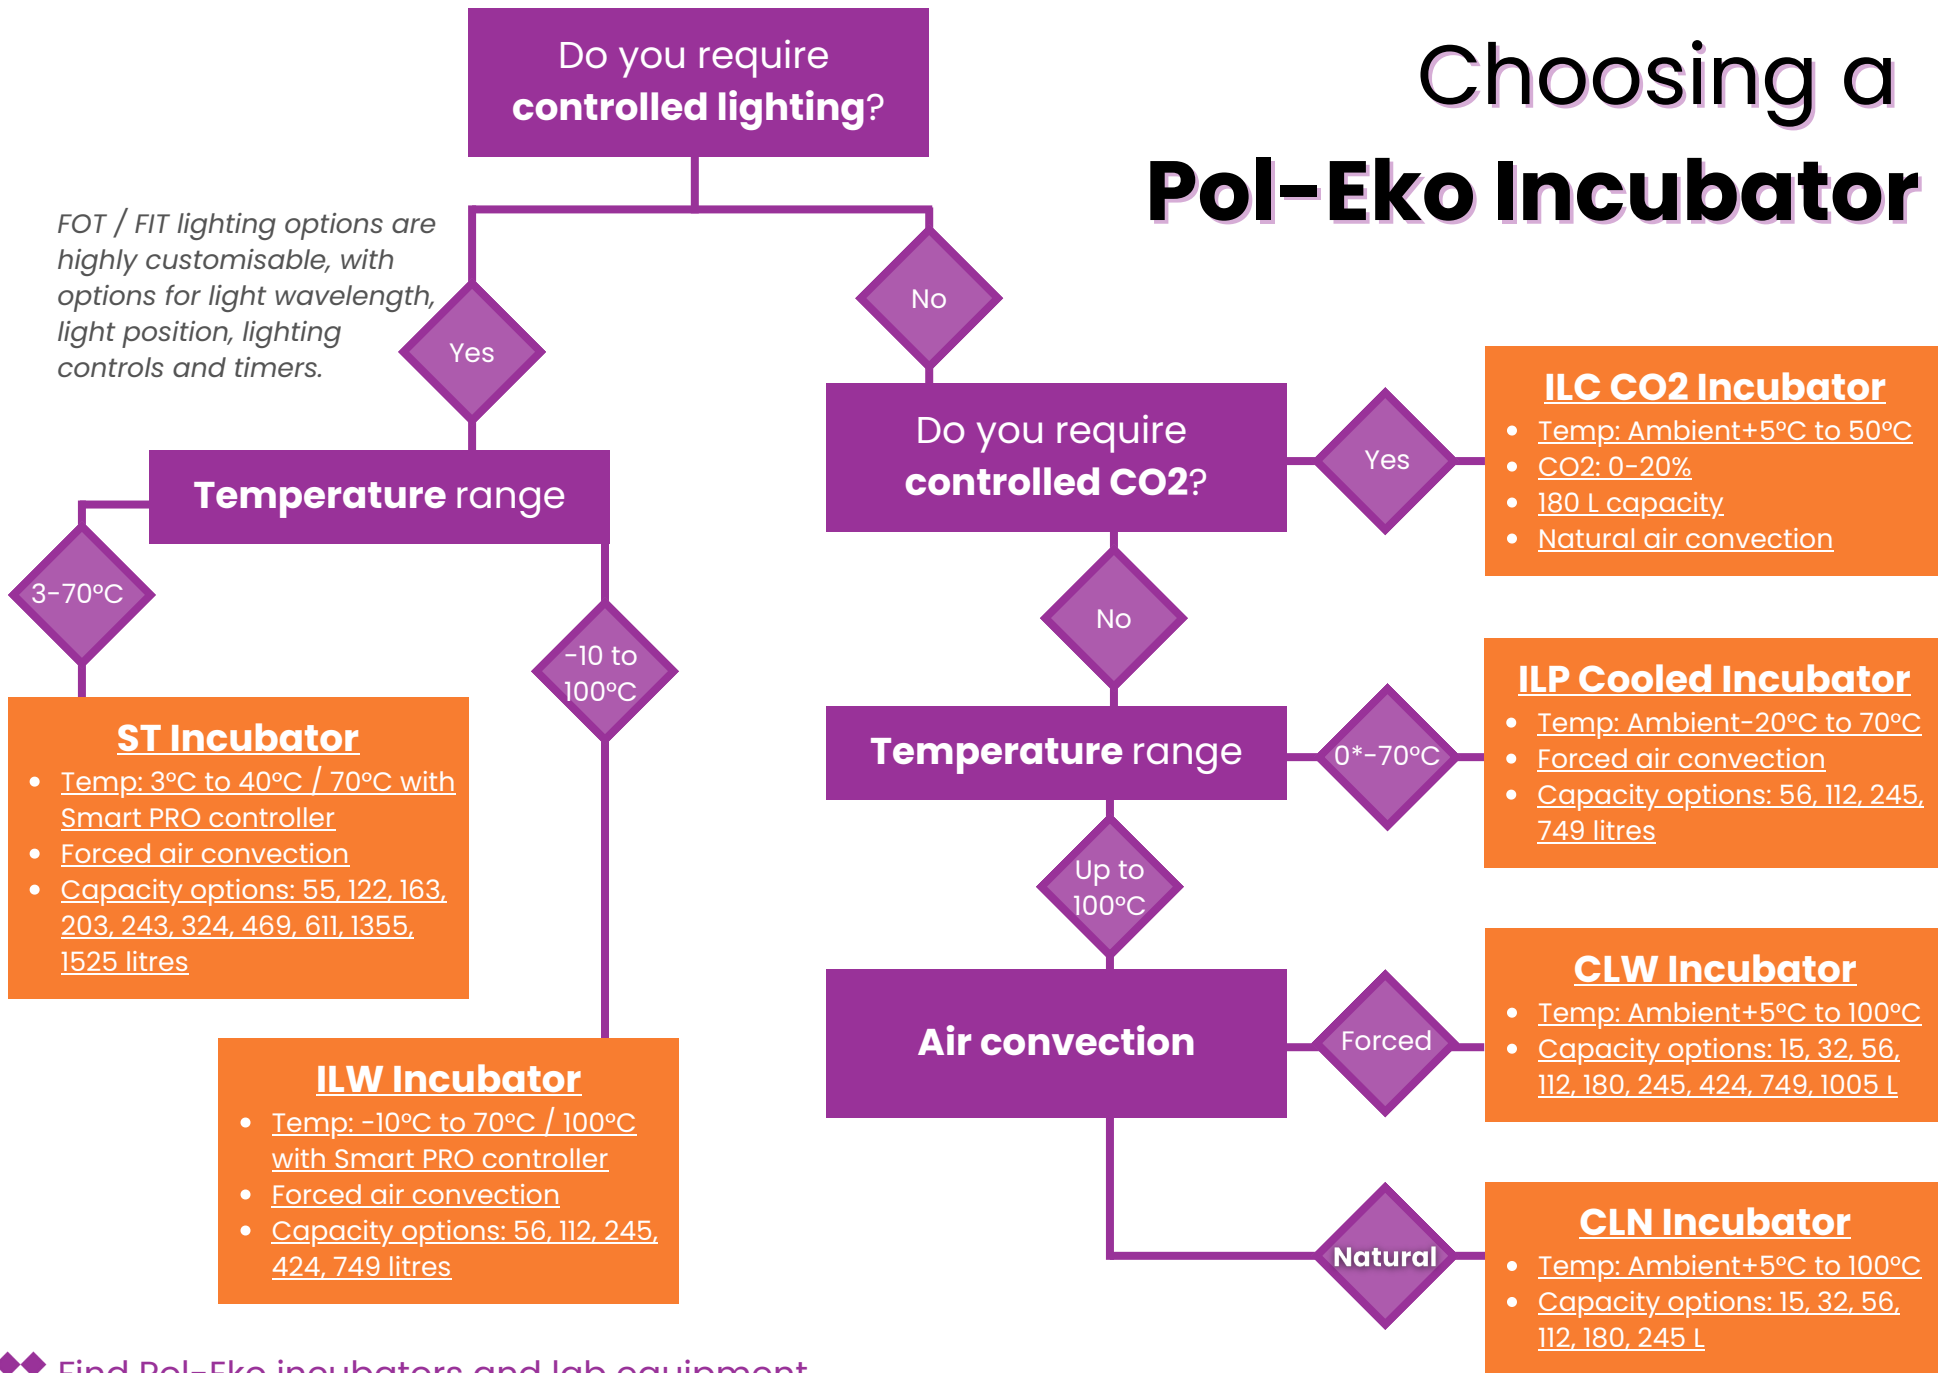 Choosing a
Pol-Eko Incubator
Do you require
controlled lighting?
FOT / FIT lighting options are
highly customisable, with
options for light wavelength,
light position, lighting
controls and timers.
Yes
No
Temperature range
3-70°C
-10 to
100°C
ST Incubator
• Temp: 3°C to 40°C / 70°C with
Smart PRO controller
• Forced air convection
• Capacity options: 55, 122, 163,
203, 243, 324, 469, 611, 1355,
1525 litres
ILW Incubator
• Temp: -10°C to 70°C / 100°C
with Smart PRO controller
• Forced air convection
• Capacity options: 56, 112, 245,
424, 749 litres
Do you require
controlled CO2?
Yes
ILC CO2 Incubator
• Temp: Ambient+5°C to 50°C
• CO2: 0-20%
• 180 L capacity
• Natural air convection
No
Temperature range
0*-70°C
ILP Cooled Incubator
• Temp: Ambient-20°C to 70°C
• Forced air convection
• Capacity options: 56, 112, 245,
749 litres
Up to
100°C
Air convection
Forced
CLW Incubator
• Temp: Ambient+5°C to 100°C
• Capacity options: 15, 32, 56,
112, 180, 245, 424, 749, 1005 L
Natural
CLN Incubator
• Temp: Ambient+5°C to 100°C
• Capacity options: 15, 32, 56,
112, 180, 245 L
Find Pol-Eko incubators and lab equipment